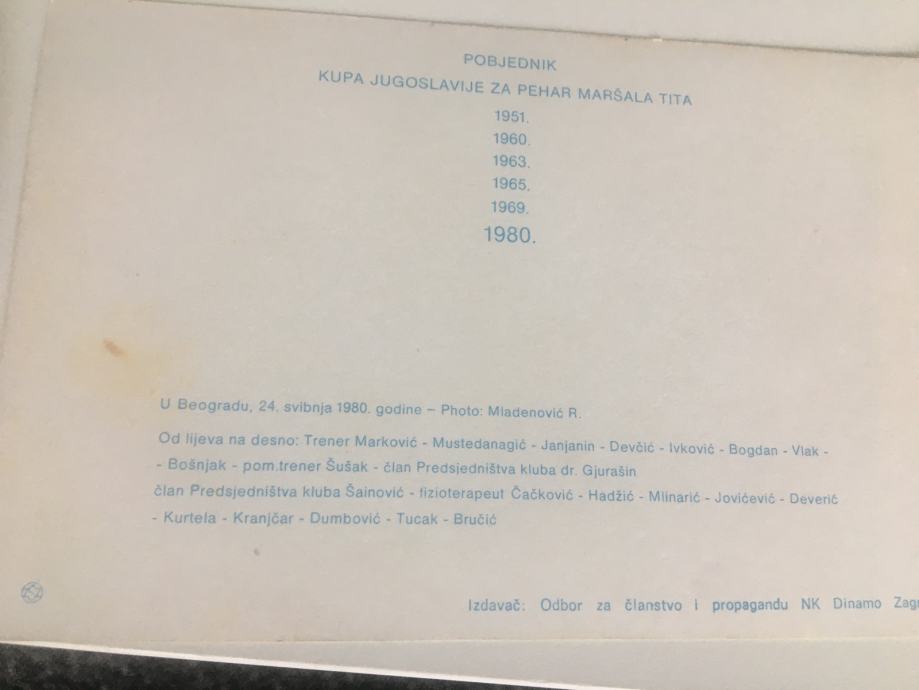 POBJEDNIK
KUPA JUGOSLAVIJE ZA PEHAR MARŠALA TITA
1951.
1960.
1963.
1965.
1969.
1980.
U Beogradu, 24. svibnja 1980. godine – Photo: Mladenović R.
Od lijeva na desno: Trener Marković - Mustedanagić - Janjanin - Devčić - Ivković - Bogdan - Vlak -
- Bošnjak - pom.trener Šušak - član Predsjedništva kluba dr. Gjurašin
član Predsjedništva kluba Šainović - fizioterapeut Čačković - Hadžić - Mlinarić - Jovićević - Deverić
- Kurtela - Kranjčar - Dumbović - Tucak - Bručić
Izdavač: Odbor za članstvo i propagandu NK Dinamo